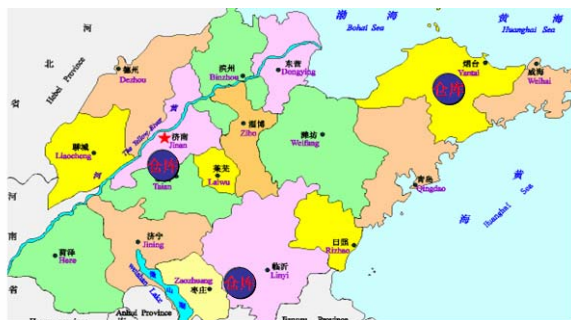 渤 海
Bohai Sea
黄 海
Huanghai Sea
河
北
省
Hebei Province
德州
Dezhou
滨州
Binzhou
东营
Dongying
烟台
Yantai
仓库
威海
Weihai
黄
河
The Yellow River
济南
Jinan
淄博
Zibo
潍坊
Weifang
聊城
Liaocheng
仓库
Taian
莱芜
Laiwu
青岛
Qingdao
黄
海
Huanghai Sea
河
南
省
菏泽
Heze
济宁
Jining
日照
Rizhao
临沂
Linyi
仓库
Zaozhuang
枣庄
weishan Lake
Anhui Province